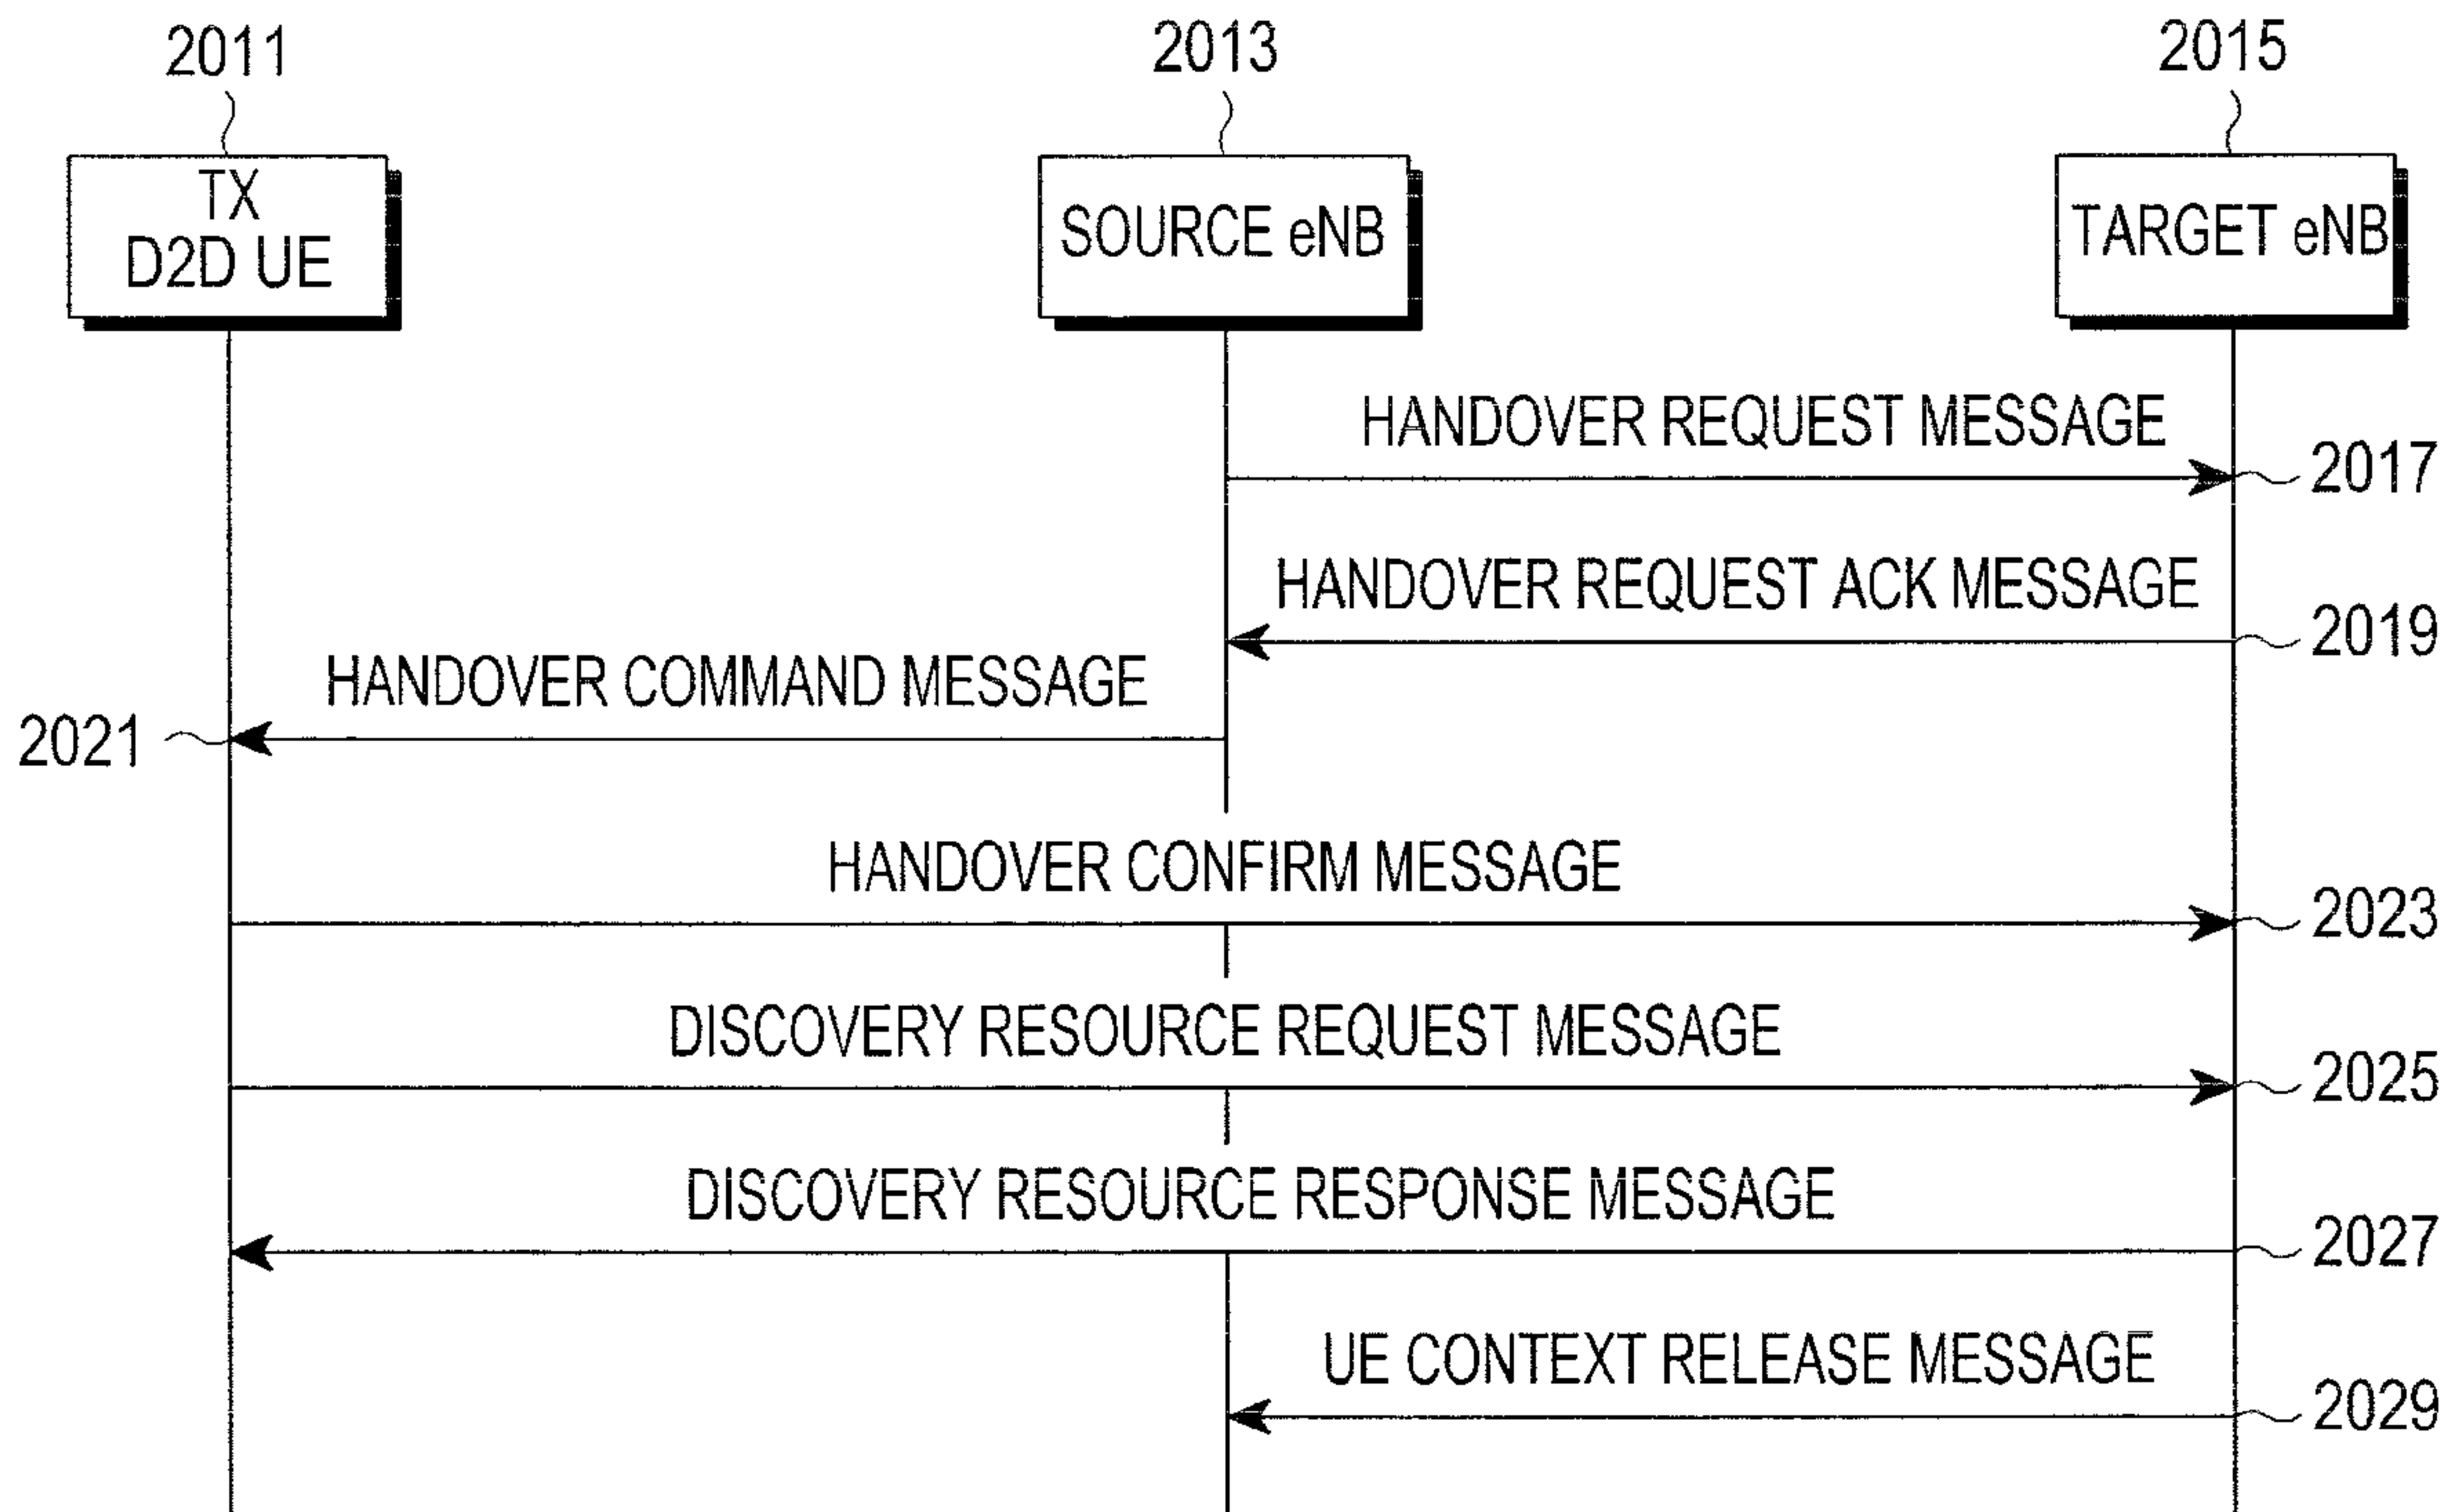 2011
2013
2015
TX
D2D UE
SOURCE eNB
TARGET eNB
HANDOVER REQUEST MESSAGE
2017
HANDOVER REQUEST ACK MESSAGE
2019
HANDOVER COMMAND MESSAGE
2021
HANDOVER CONFIRM MESSAGE
2023
DISCOVERY RESOURCE REQUEST MESSAGE
2025
DISCOVERY RESOURCE RESPONSE MESSAGE
2027
UE CONTEXT RELEASE MESSAGE
2029